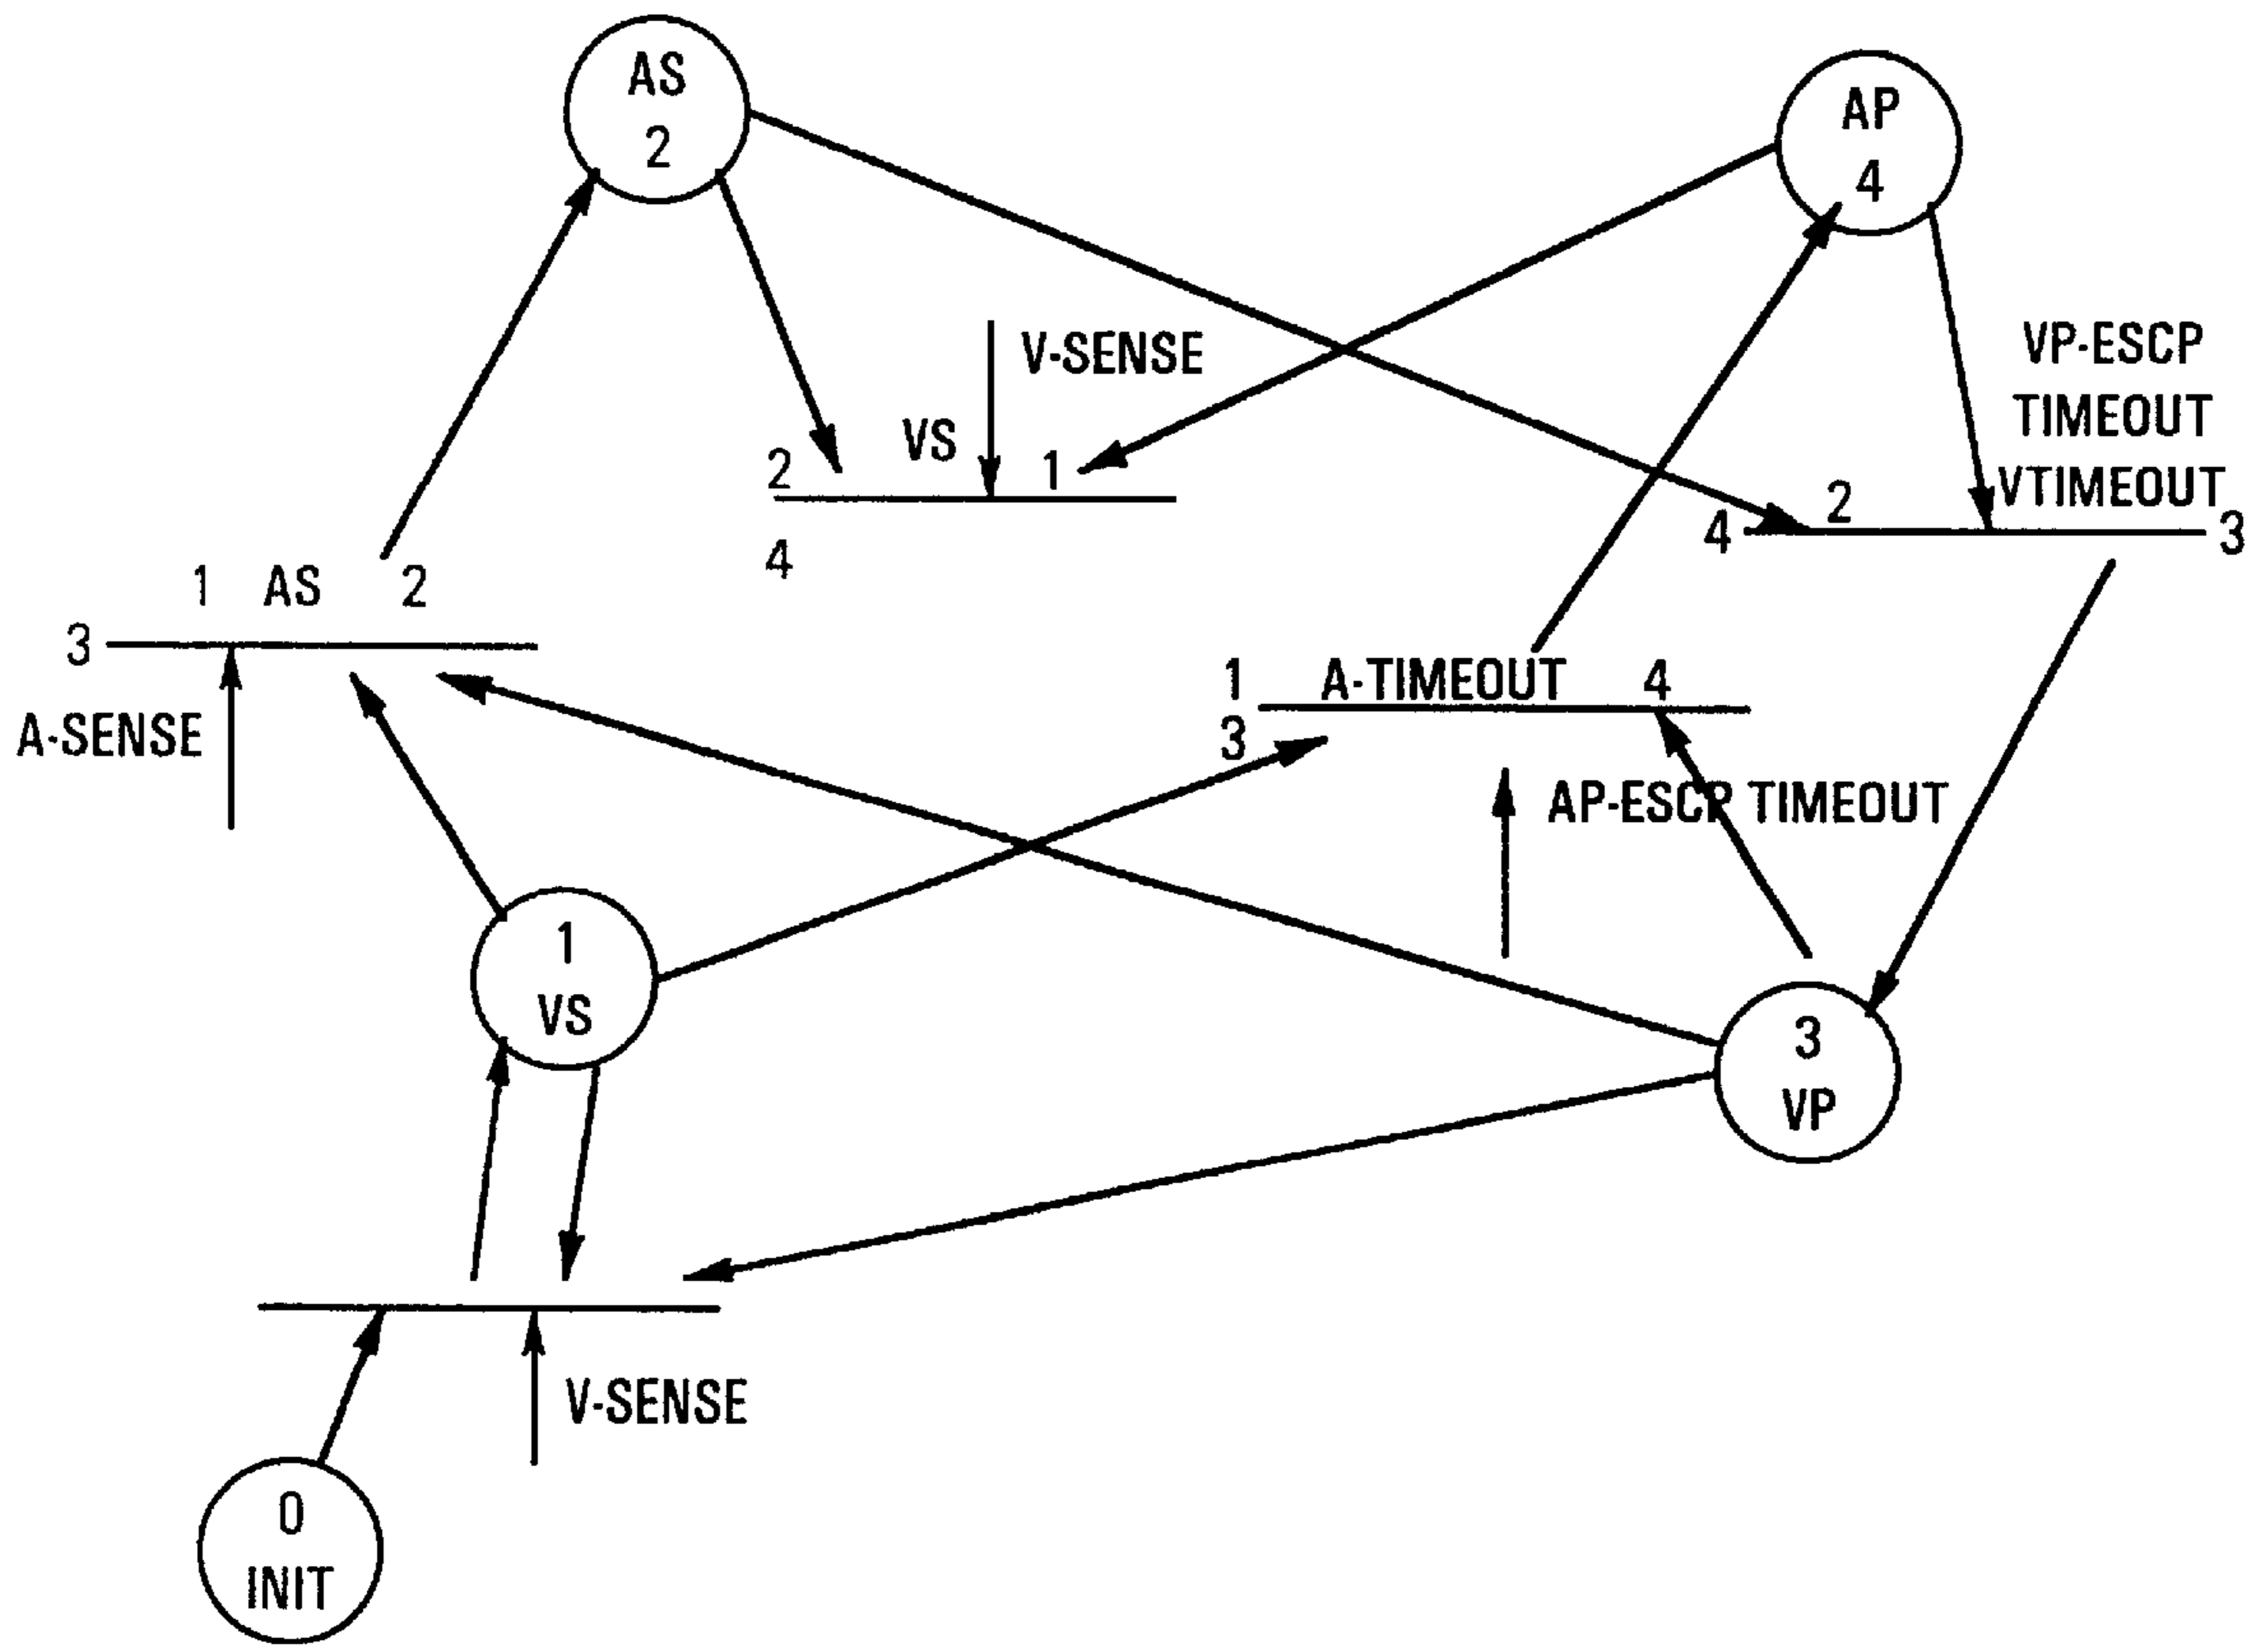 AS
2
AP
4
V-SENSE
VS
2
1
4
VP-ESCP
TIMEOUT
VTIMEOUT
2
4
3
1 AS 2
3
A-SENSE
1 A-TIMEOUT 4
3
AP-ESCP TIMEOUT
1
VS
3
VP
V-SENSE
0
INIT